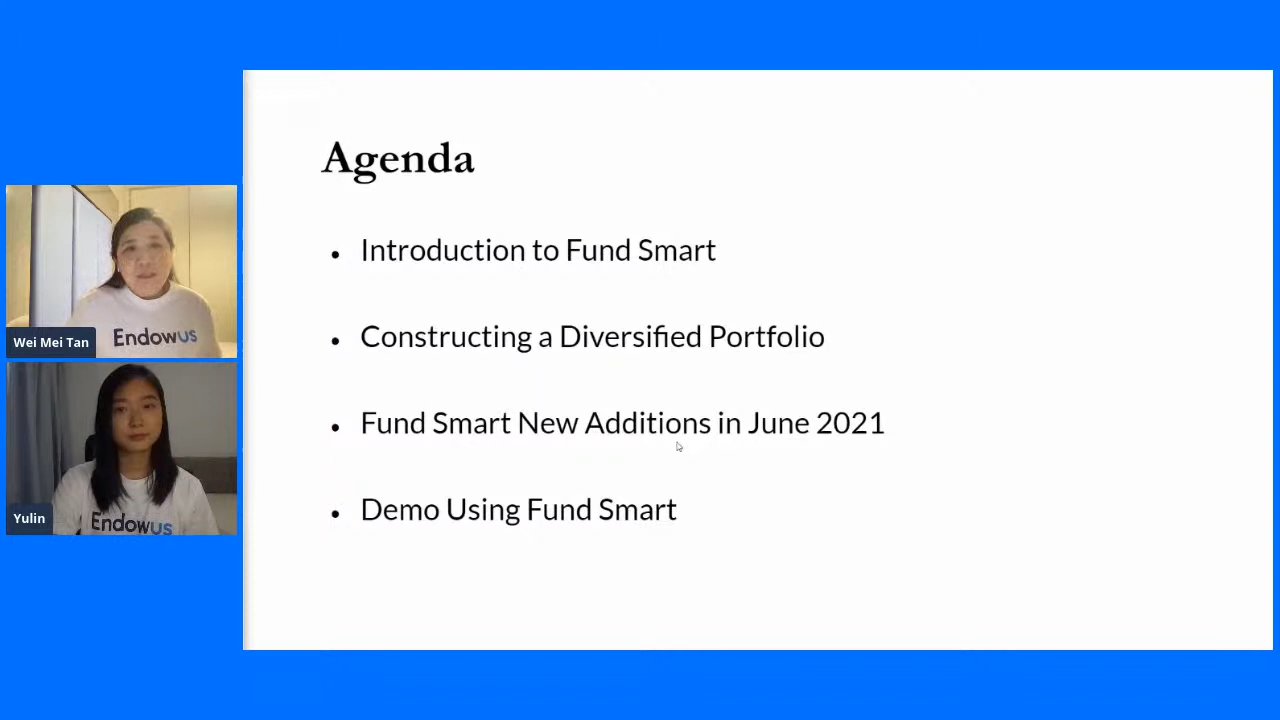 Agenda
Introduction to Fund Smart
Constructing a Diversified Portfolio
Fund Smart New Additions in June 2021
Demo Using Fund Smart
Endowus
Wei Mei Tan
Endowus
Yulin